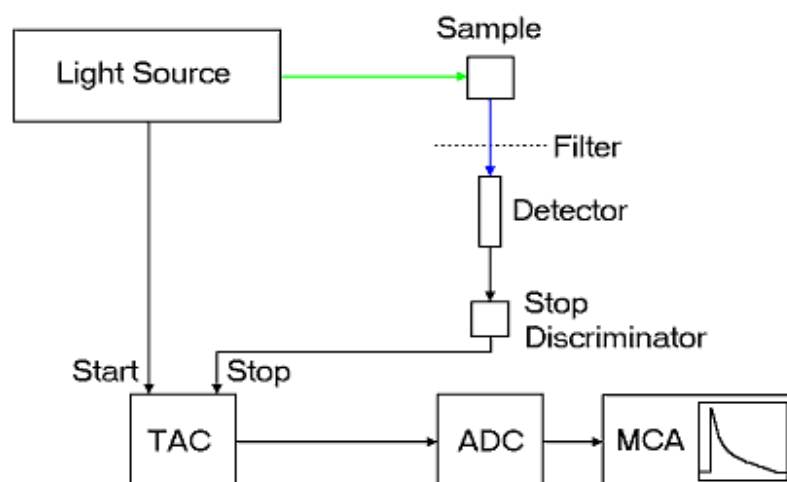 Sample
Light Source
Filter
Detector
Stop
Discriminator
Start
Stop
TAC
ADC
MCA